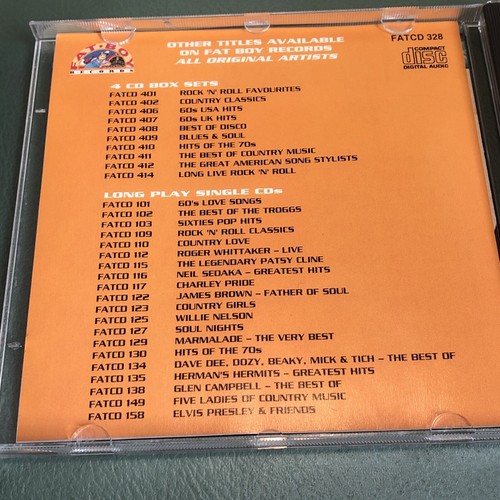 FAT BOY
RECORDS
OTHER TITLES AVAILABLE
ON FAT BOY RECORDS
ALL ORIGINAL ARTISTS
FATCD 328
COMPACT
disc
DIGITAL AUDIO
4 CD BOX SETS
FATCD 401 ROCK 'N' ROLL FAVOURITES
FATCD 402 COUNTRY CLASSICS
FATCD 406 60s USA HITS
FATCD 407 60s UK HITS
FATCD 408 BEST OF DISCO
FATCD 409 BLUES & SOUL
FATCD 410 HITS OF THE 70s
FATCD 411 THE BEST OF COUNTRY MUSIC
FATCD 412 THE GREAT AMERICAN SONG STYLISTS
FATCD 414 LONG LIVE ROCK 'N' ROLL
LONG PLAY SINGLE CDs
FATCD 101 60's LOVE SONGS
FATCD 102 THE BEST OF THE TROGGS
FATCD 103 SIXTIES POP HITS
FATCD 109 ROCK 'N' ROLL CLASSICS
FATCD 110 COUNTRY LOVE
FATCD 112 ROGER WHITTAKER – LIVE
FATCD 115 THE LEGENDARY PATSY CLINE
FATCD 116 NEIL SEDAKA – GREATEST HITS
FATCD 117 CHARLEY PRIDE
FATCD 122 JAMES BROWN – FATHER OF SOUL
FATCD 123 COUNTRY GIRLS
FATCD 125 WILLIE NELSON
FATCD 127 SOUL NIGHTS
FATCD 129 MARMALADE – THE VERY BEST
FATCD 130 HITS OF THE 70s
FATCD 134 DAVE DEE, DOZY, BEAKY, MICK & TICH – THE BEST OF
FATCD 135 HERMAN'S HERMITS – GREATEST HITS
FATCD 138 GLEN CAMPBELL – THE BEST OF
FATCD 149 FIVE LADIES OF COUNTRY MUSIC
FATCD 158 ELVIS PRESLEY & FRIENDS